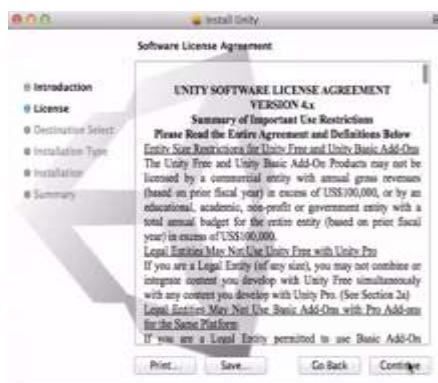 Install Unity
Software License Agreement
Introduction
License
Destination Select
Installation Type
Installation
Summary
UNITY SOFTWARE LICENSE AGREEMENT
VERSION 4.x
Summary of Important Use Restrictions
Please Read the Entire Agreement and Definitions Below
Entity Size Restrictions for Unity Free and Unity Basic Add-Ons
The Unity Free and Unity Basic Add-On Products may not be
licensed by a commercial entity with annual gross revenues
(based on prior fiscal year) in excess of US$100,000, or by an
educational, academic, non-profit or government entity with a
total annual budget for the entire entity (based on prior fiscal
year) in excess of US$100,000.
Legal Entities May Not Use Unity Free with Unity Pro
If you are a Legal Entity (of any size), you may not combine or
integrate content you develop with Unity Free simultaneously
with any content you develop with Unity Pro. (See Section 2a)
Legal Entities May Not Use Basic Add-Ons with Pro Add-ons
for the Same Platform
If you are a Legal Entity permitted to use Basic Add-On
Print...
Save...
Go Back
Continue